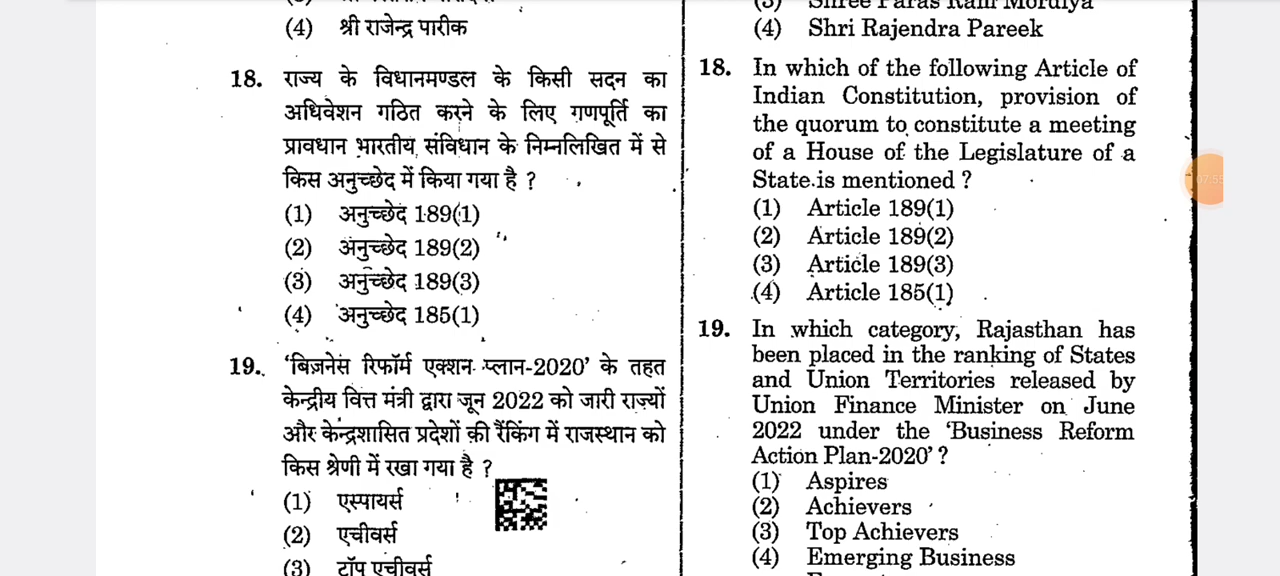 (4) श्री राजेन्द्र पारीक
18. राज्य के विधानमण्डल के किसी सदन का
अधिवेशन गठित करने के लिए गणपूर्ति का
प्रावधान भारतीय संविधान के निम्नलिखित में से
किस अनुच्छेद में किया गया है ?
(1) अनुच्छेद 189(1)
(2) अनुच्छेद 189(2)
(3) अनुच्छेद 189(3)
(4) अनुच्छेद 185(1)
19. ‘बिज़नेस रिफॉर्म एक्शन प्लान-2020’ के तहत
केन्द्रीय वित्त मंत्री द्वारा जून 2022 को जारी राज्यों
और केन्द्रशासित प्रदेशों की रैंकिंग में राजस्थान को
किस श्रेणी में रखा गया है ?
(1) एस्पायर्स
(2) एचीवर्स
(3) टॉप एचीवर्स
(3) Shree Paras Ram Mordiya
(4) Shri Rajendra Pareek
18. In which of the following Article of
Indian Constitution, provision of
the quorum to constitute a meeting
of a House of the Legislature of a
State is mentioned ?
(1) Article 189(1)
(2) Article 189(2)
(3) Article 189(3)
(4) Article 185(1)
19. In which category, Rajasthan has
been placed in the ranking of States
and Union Territories released by
Union Finance Minister on June
2022 under the ‘Business Reform
Action Plan-2020’ ?
(1) Aspires
(2) Achievers
(3) Top Achievers
(4) Emerging Business